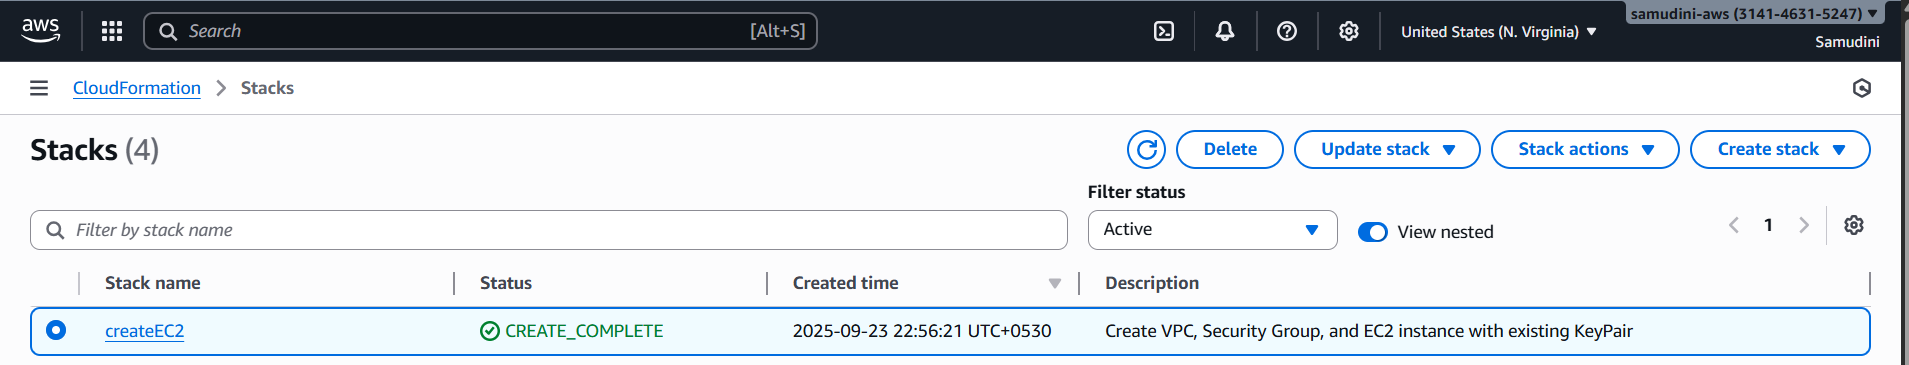 aws Search [Alt+S] United States (N. Virginia) samudini-aws (3141-4631-5247)
Samudini
CloudFormation Stacks
Stacks (4) Delete Update stack Stack actions Create stack
Filter status
Filter by stack name Active View nested 1
Stack name Status Created time Description
createEC2 CREATE_COMPLETE 2025-09-23 22:56:21 UTC+0530 Create VPC, Security Group, and EC2 instance with existing KeyPair